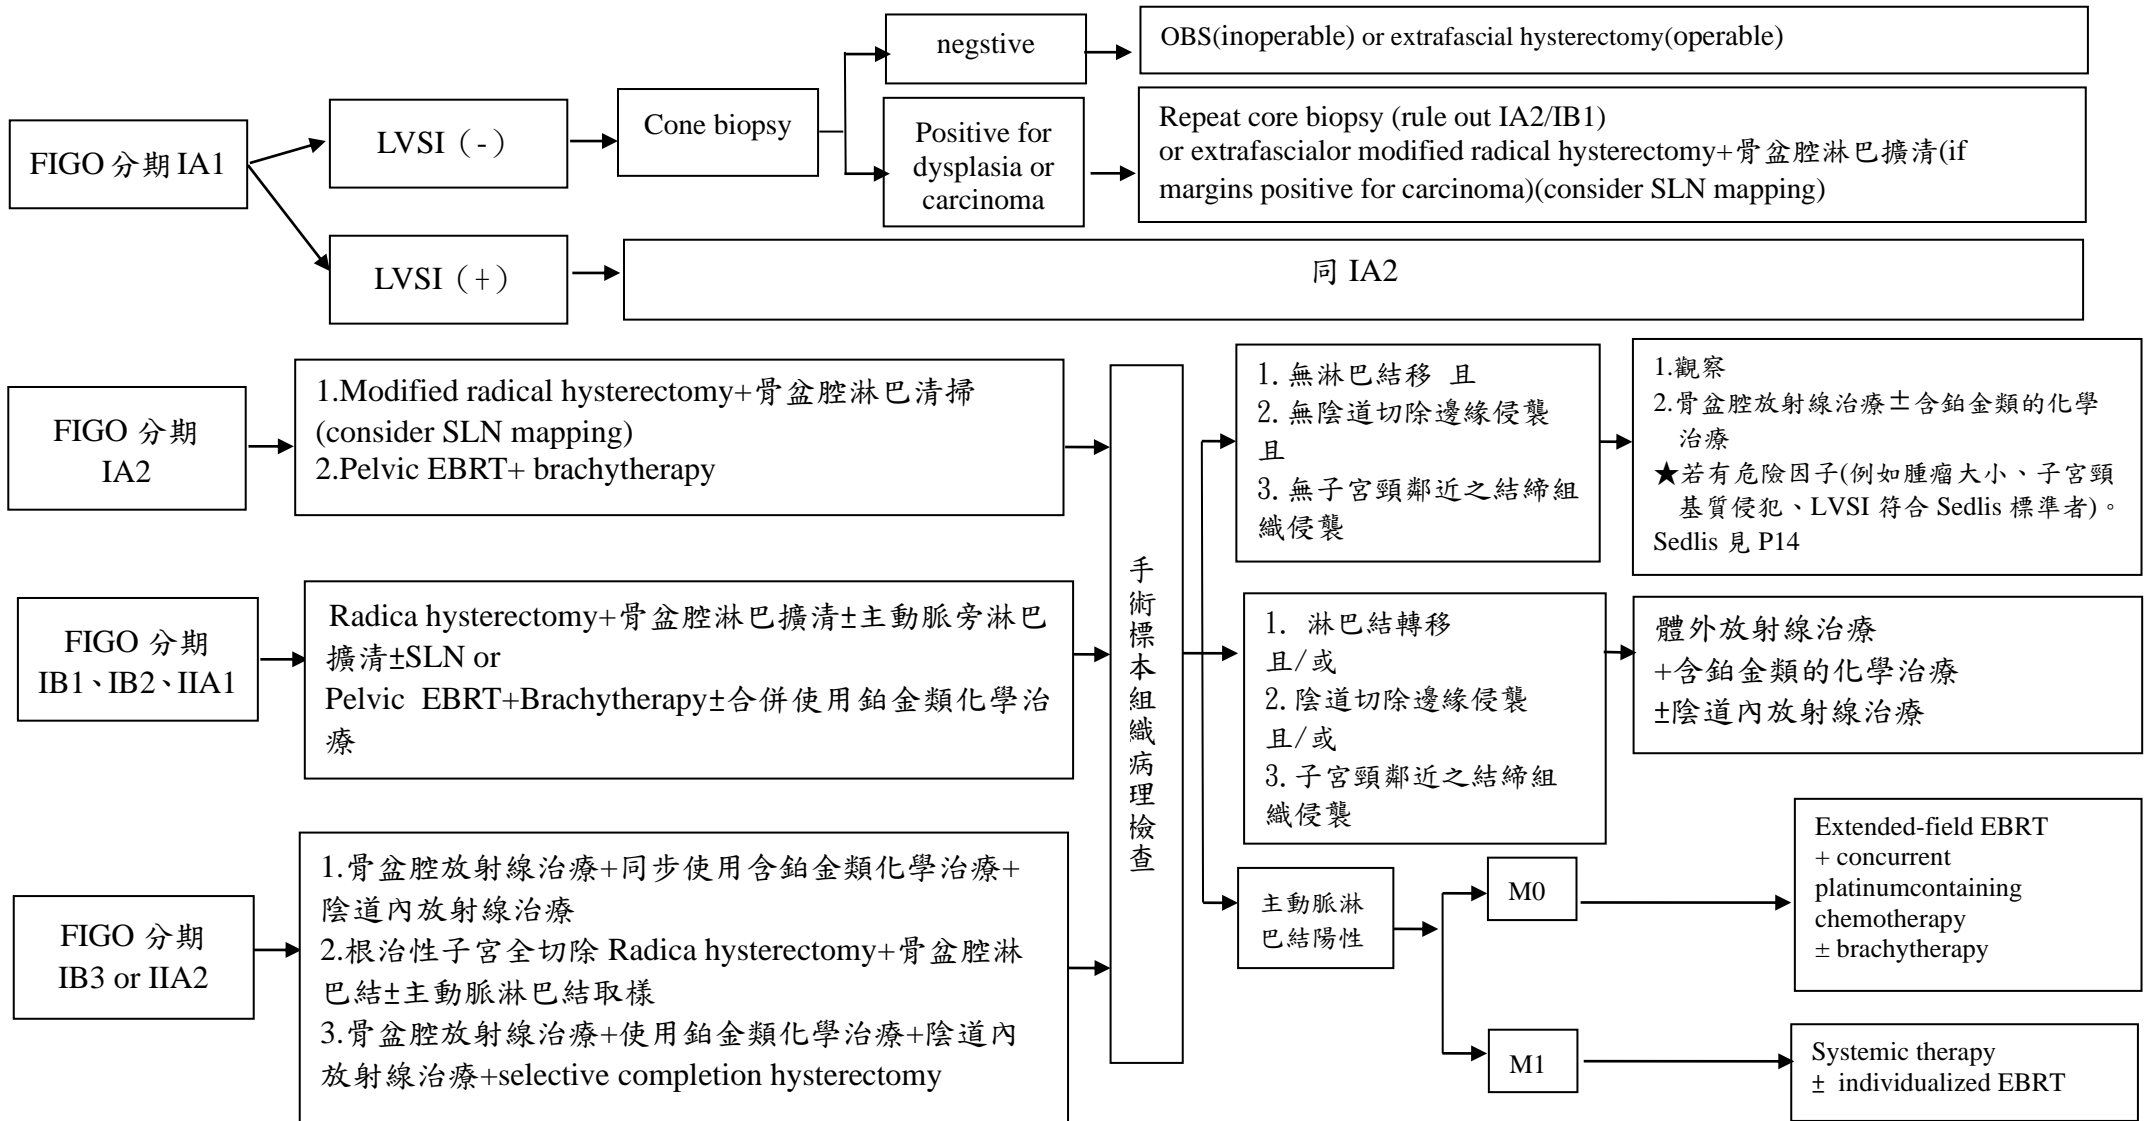 FIGO 分期 IA1
LVSI（-）
Cone biopsy
negstive
OBS(inoperable) or extrafascial hysterectomy(operable)
Positive for
dysplasia or
carcinoma
Repeat core biopsy (rule out IA2/IB1)
or extrafascialor modified radical hysterectomy+骨盆腔淋巴擴清(if
margins positive for carcinoma)(consider SLN mapping)
LVSI（+）
同 IA2
FIGO 分期
IA2
1.Modified radical hysterectomy+骨盆腔淋巴清掃
(consider SLN mapping)
2.Pelvic EBRT+ brachytherapy
FIGO 分期
IB1、IB2、IIA1
Radica hysterectomy+骨盆腔淋巴擴清±主動脈旁淋巴
擴清±SLN or
Pelvic EBRT+Brachytherapy±合併使用鉑金類化學治
療
FIGO 分期
IB3 or IIA2
1.骨盆腔放射線治療+同步使用含鉑金類化學治療+
陰道內放射線治療
2.根治性子宮全切除 Radica hysterectomy+骨盆腔淋
巴結±主動脈淋巴結取樣
3.骨盆腔放射線治療+使用鉑金類化學治療+陰道內
放射線治療+selective completion hysterectomy
手術標本組織病理檢查
1. 無淋巴結移 且
2. 無陰道切除邊緣侵襲
且
3. 無子宮頸鄰近之結締組
織侵襲
1.觀察
2.骨盆腔放射線治療±含鉑金類的化學
治療
★若有危險因子(例如腫瘤大小、子宮頸
基質侵犯、LVSI 符合 Sedlis 標準者)。
Sedlis 見 P14
1. 淋巴結轉移
且/或
2. 陰道切除邊緣侵襲
且/或
3. 子宮頸鄰近之結締組
織侵襲
體外放射線治療
+含鉑金類的化學治療
±陰道內放射線治療
主動脈淋
巴結陽性
M0
Extended-field EBRT
+ concurrent
platinumcontaining
chemotherapy
± brachytherapy
M1
Systemic therapy
± individualized EBRT